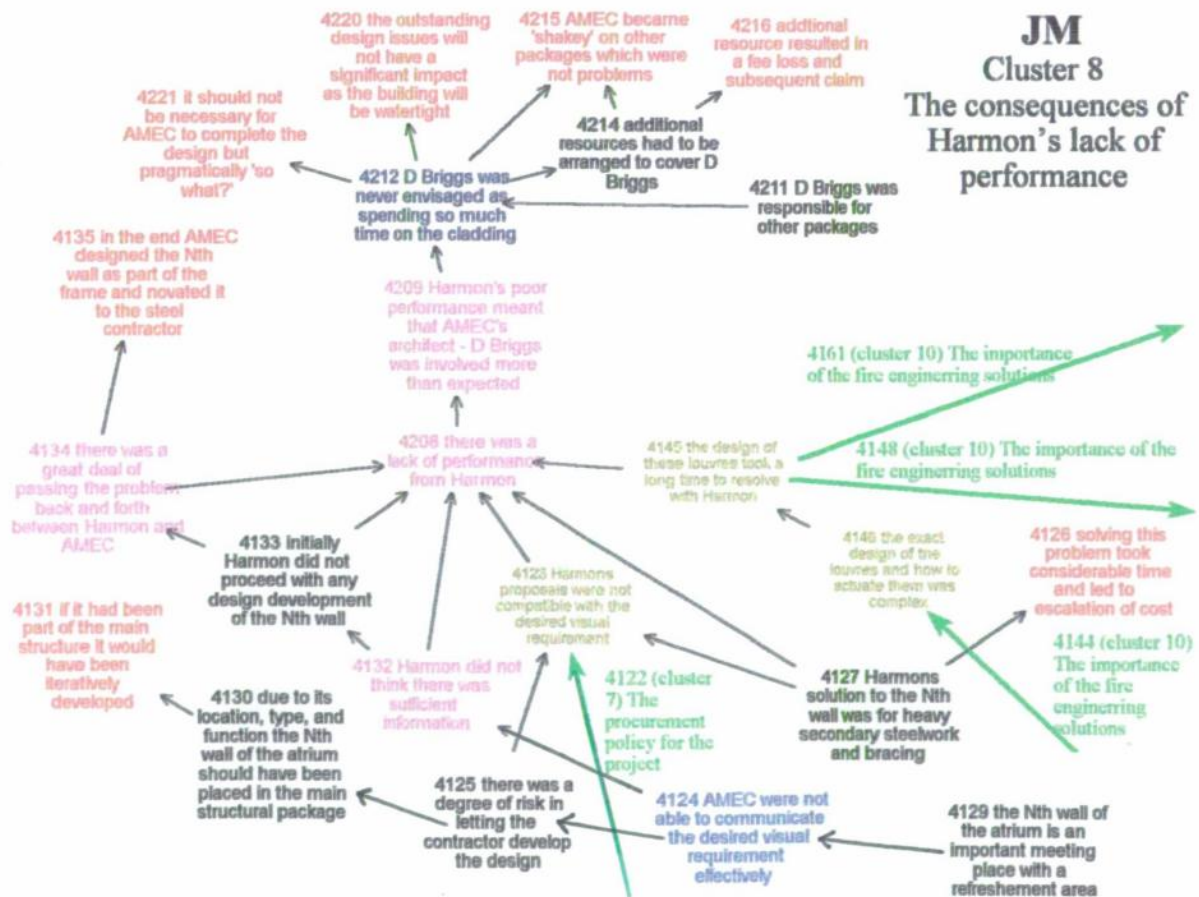 JM
Cluster 8
The consequences of
Harmon's lack of
performance
4220 the outstanding
design issues will
not have a
significant impact
as the building will
be watertight
4215 AMEC became
'shakey' on other
packages which were
not problems
4216 addtional
resource resulted in
a fee loss and
subsequent claim
4221 it should not
be necessary for
AMEC to complete the
design but
pragmatically 'so
what?'
4214 additional
resources had to be
arranged to cover D
Briggs
4212 D Briggs was
never envisaged as
spending so much
time on the cladding
4211 D Briggs was
responsible for
other packages
4135 in the end AMEC
designed the Nth
wall as part of the
frame and novated it
to the steel
contractor
4209 Harmon's poor
performance meant
that AMEC's
architect - D Briggs
was involved more
than expected
4161 (cluster 10) The importance
of the fire enginerring solutions
4134 there was a
great deal of
passing the problem
back and forth
between Harmon and
AMEC
4208 there was a
lack of performance
from Harmon
4145 the design of
these louvres took a
long time to resolve
with Harmon
4148 (cluster 10) The importance of the
fire enginerring solutions
4133 initially
Harmon did not
proceed with any
design development
of the Nth wall
4123 Harmons
proposals were not
compatible with the
desired visual
requirement
4146 the exact
design of the
louvres and how to
actuate them was
complex
4126 solving this
problem took
considerable time
and led to
escalation of cost
4131 if it had been
part of the main
structure it would
have been
iteratively
developed
4132 Harmon did not
think there was
sufficient
information
4122 (cluster
7) The
procurement
policy for the
project
4127 Harmons
solution to the Nth
wall was for heavy
secondary steelwork
and bracing
4144 (cluster 10)
The importance
of the fire
enginerring
solutions
4130 due to its
location, type, and
function the Nth
wall of the atrium
should have been
placed in the main
structural package
4125 there was a
degree of risk in
letting the
contractor develop
the design
4124 AMEC were not
able to communicate
the desired visual
requirement
effectively
4129 the Nth wall of
the atrium is an
important meeting
place with a
refreshement area